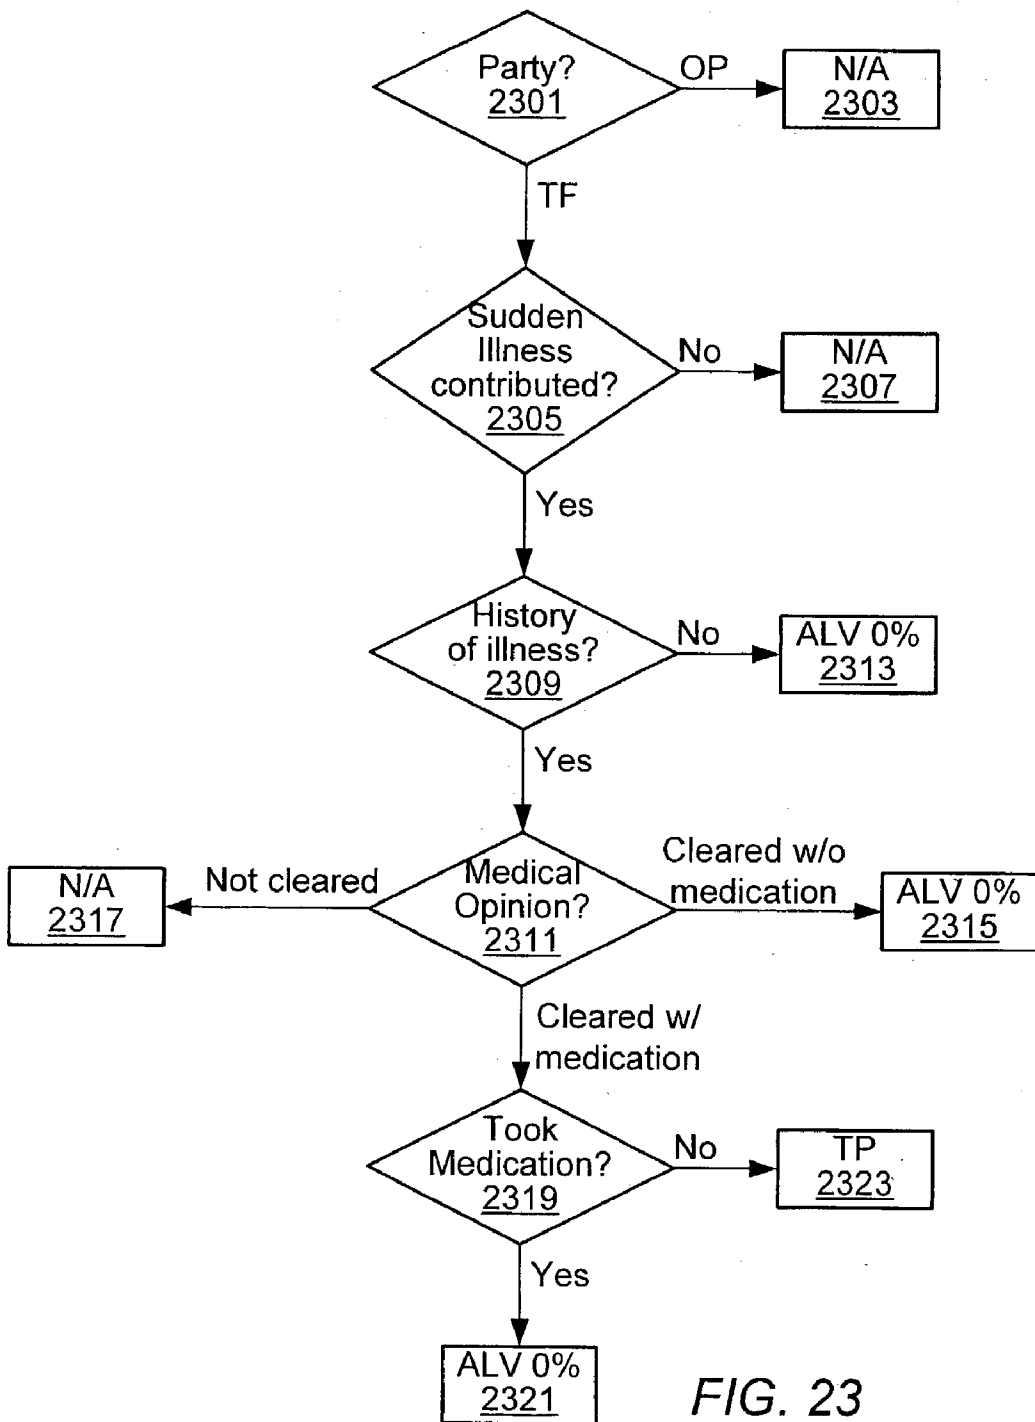 Party?
2301
OP
N/A
2303
TF
Sudden
Illness
contributed?
2305
No
N/A
2307
Yes
History
of illness?
2309
No
ALV 0%
2313
Yes
Medical
Opinion?
2311
Not cleared
N/A
2317
Cleared w/o
medication
ALV 0%
2315
Cleared w/
medication
Took
Medication?
2319
No
TP
2323
Yes
ALV 0%
2321
FIG. 23